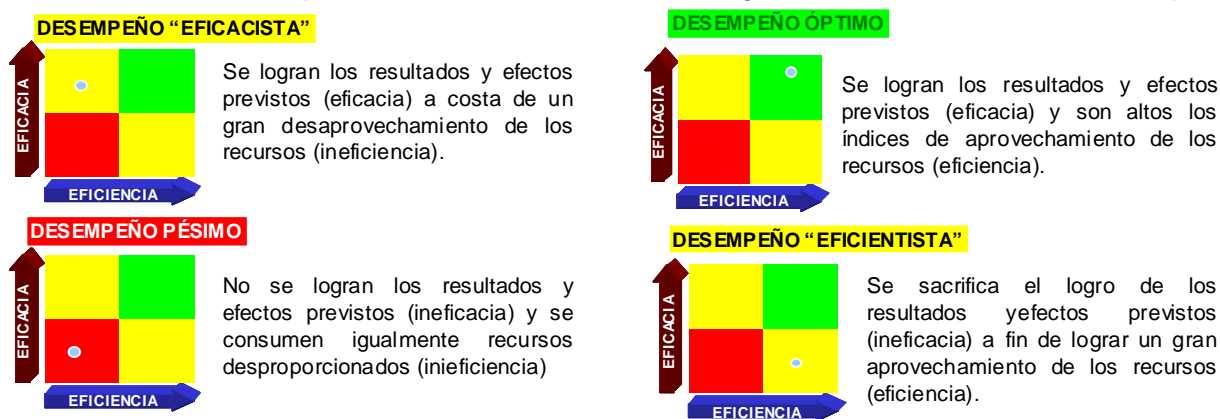 DESEMPEÑO “EFICACISTA”
EFICACIA
Se logran los resultados y efectos
previstos (eficacia) a costa de un
gran desaprovechamiento de los
recursos (ineficiencia).
EFICIENCIA
DESEMPEÑO ÓPTIMO
EFICACIA
Se logran los resultados y efectos
previstos (eficacia) y son altos los
índices de aprovechamiento de los
recursos (eficiencia).
EFICIENCIA
DESEMPEÑO PÉSIMO
EFICACIA
No se logran los resultados y
efectos previstos (ineficacia) y se
consumen igualmente recursos
desproporcionados (inieficiencia)
EFICIENCIA
DESEMPEÑO “EFICIENTISTA”
EFICACIA
Se sacrifica el logro de los
resultados yefectos previstos
(ineficacia) a fin de lograr un gran
aprovechamiento de los recursos
(eficiencia).
EFICIENCIA